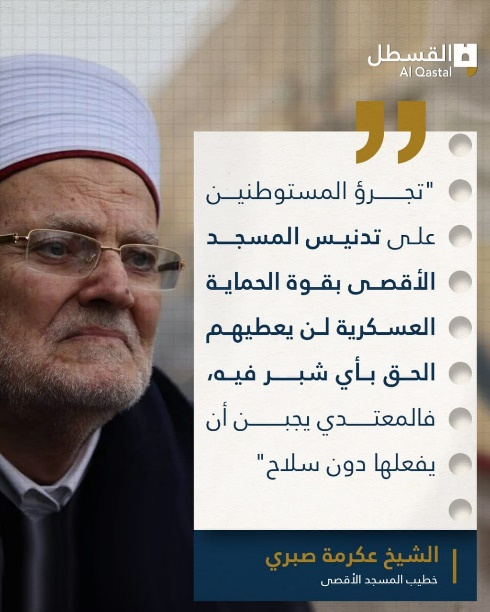 القسطل
Al Qastal
"تجرؤ المستوطنين
على تدنيس المسجد
الأقصى بقوة الحماية
العسكرية لن يعطيهم
الحق بأي شبر فيه،
فالمعتدي يجبن أن
يفعلها دون سلاح"
الشيخ عكرمة صبري
خطيب المسجد الأقصى